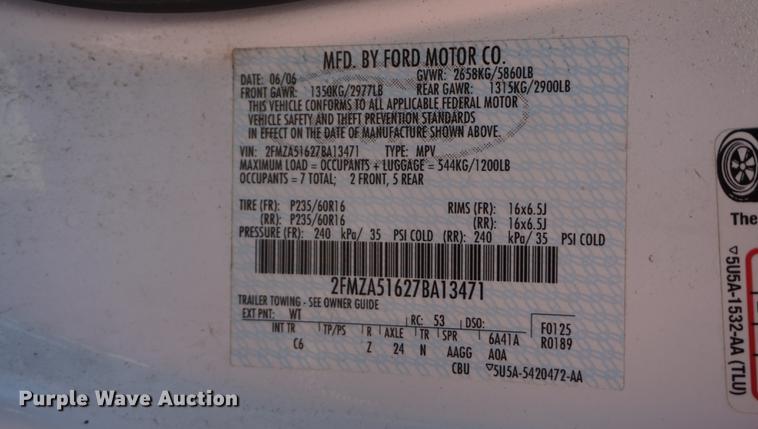 MFD. BY FORD MOTOR CO.
DATE: 06/06 GVWR: 2658KG/5860LB
FRONT GAWR: 1350KG/2977LB REAR GAWR: 1315KG/2900LB
THIS VEHICLE CONFORMS TO ALL APPLICABLE FEDERAL MOTOR
VEHICLE SAFETY AND THEFT PREVENTION STANDARDS
IN EFFECT ON THE DATE OF MANUFACTURE SHOWN ABOVE.
VIN: 2FMZA51627BA13471 TYPE: MPV
MAXIMUM LOAD = OCCUPANTS + LUGGAGE = 544KG/1200LB
OCCUPANTS = 7 TOTAL; 2 FRONT, 5 REAR
TIRE (FR): P235/60R16 RIMS (FR): 16x6.5J
(RR): P235/60R16 (RR): 16x6.5J
PRESSURE (FR): 240 kPa/ 35 PSI COLD (RR): 240 kPa/ 35 PSI COLD
2FMZA51627BA13471
TRAILER TOWING - SEE OWNER GUIDE
EXT PNT: WT RC: 53 DSO: F0125
INT TR TP/PS R AXLE TR SPR 6A41A R0189
C6 Z 24 N AAGG A0A
CBU ▽5U5A-5420472-AA
The
▽5U5A-1532-AA (TLU)
Purple Wave Auction